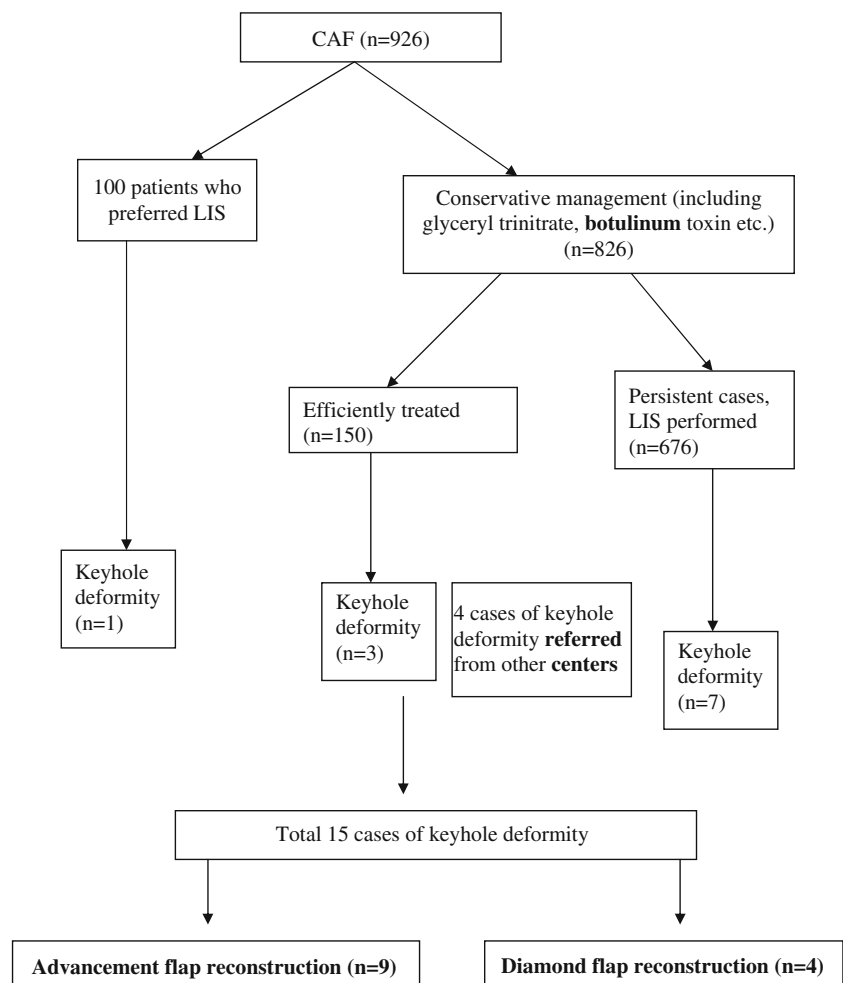 CAF (n=926)
100 patients who
preferred LIS
Conservative management (including
glyceryl trinitrate, botulinum toxin etc.)
(n=826)
Efficiently treated
(n=150)
Persistent cases,
LIS performed
(n=676)
Keyhole
deformity
(n=1)
Keyhole
deformity
(n=3)
4 cases of keyhole
deformity referred
from other centers
Keyhole
deformity
(n=7)
Total 15 cases of keyhole deformity
Advancement flap reconstruction (n=9)
Diamond flap reconstruction (n=4)